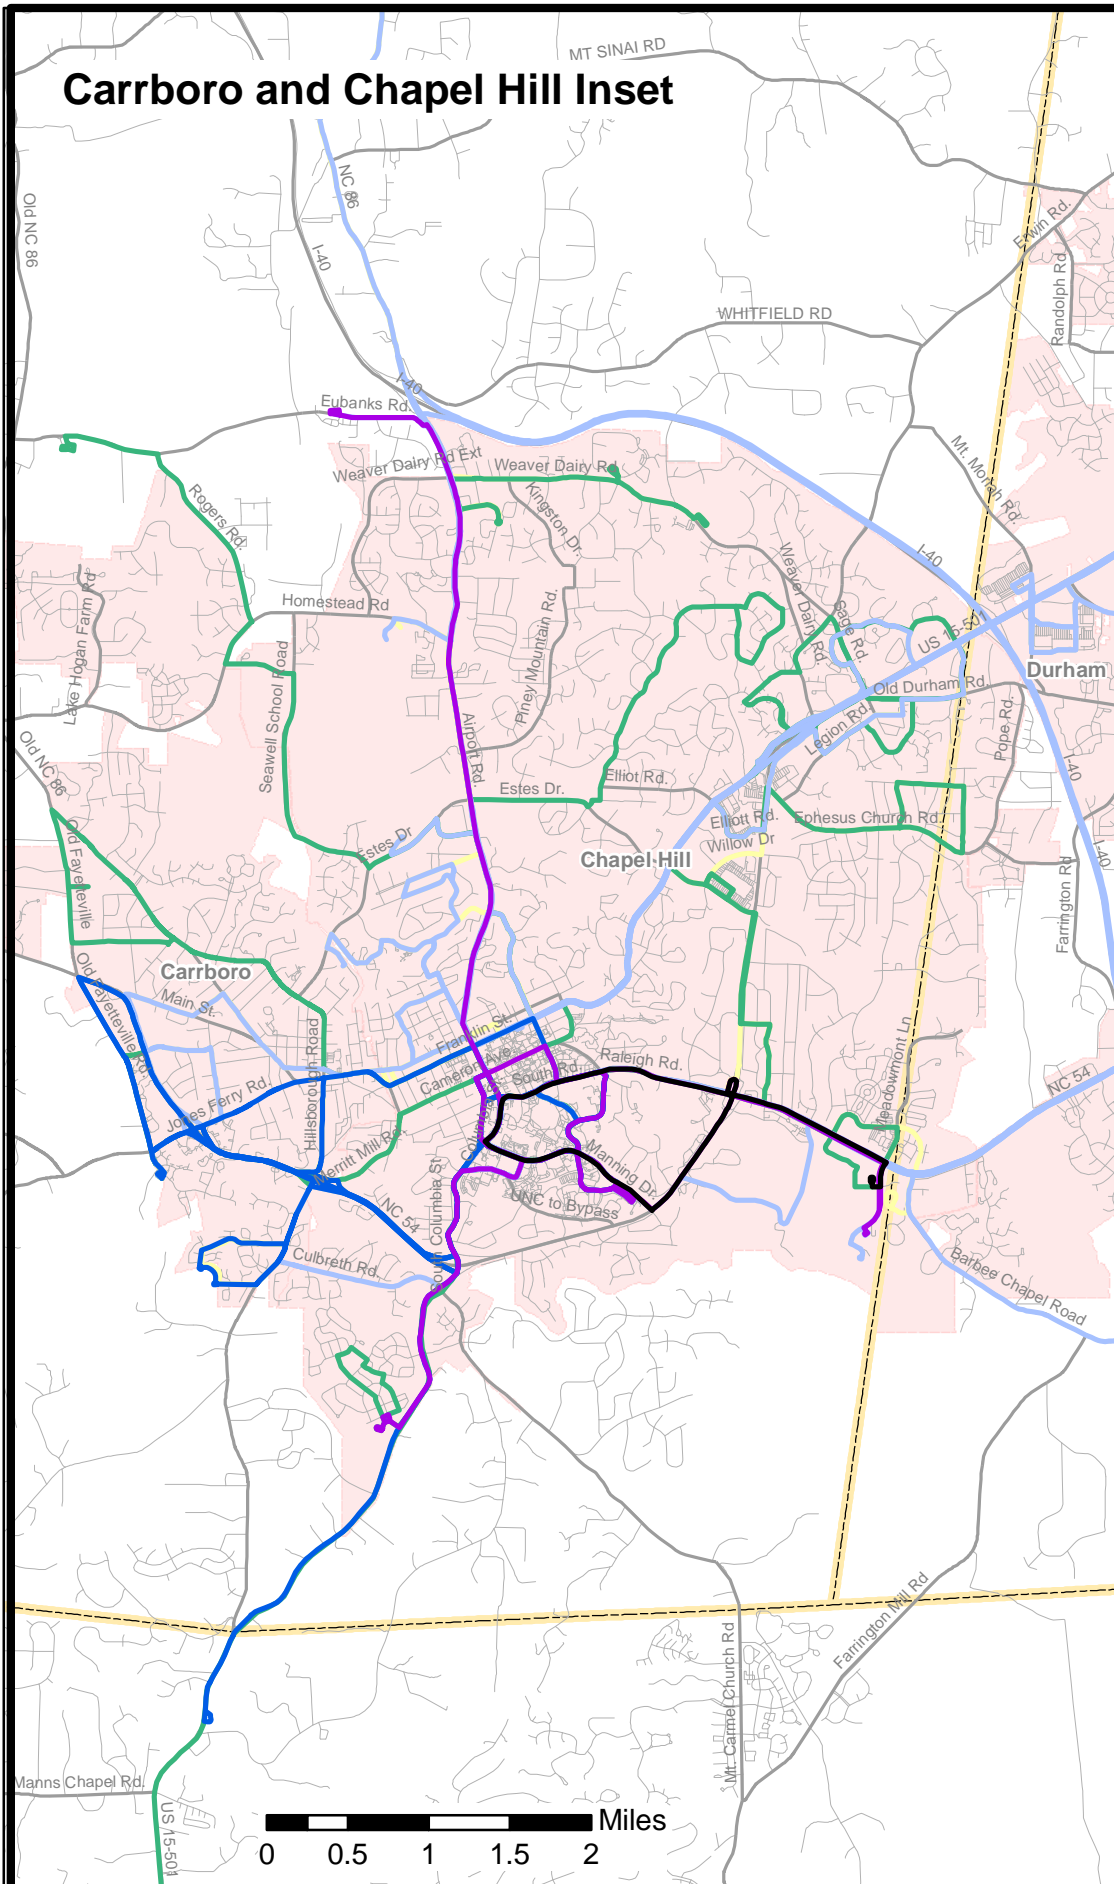 MT SINAI RD
Carrboro and Chapel Hill Inset
NC 86
Old NC 86
I-40
Erwin Rd.
Randolph Rd
WHITFIELD RD
I-40
Eubanks Rd.
Weaver Dairy Rd Ext
Weaver Dairy Rd
Kingston Dr.
Mt. Moriah Rd.
Rogers Rd.
I-40
Weaver Dairy Rd.
Sage Rd.
US 15-501
Lake Hogan Farm Rd
Homestead Rd
Piney Mountain Rd.
Seawell School Road
Durham
Old Durham Rd.
Pope Rd.
Legion Rd.
Airport Rd.
Old NC 86
I-40
Elliot Rd.
Estes Dr.
Elliott Rd.
Ephesus Church Rd.
Willow Dr
I-40
Old Fayetteville
Estes Dr
Chapel Hill
Farrington Rd
Carrboro
Main St.
Old Fayetteville Rd.
Franklin St.
Hillsborough Road
Cameron Ave.
South Rd.
Raleigh Rd.
Meadowmont Ln
NC 54
Jones Ferry Rd.
Merritt Mill Rd.
Columbia St
Manning Dr.
UNC to Bypass
South Columbia St
NC 54
Culbreth Rd.
Barbee Chapel Road
Farrington Mill Rd
Mt. Carmel Church Rd
Manns Chapel Rd.
US 15-501
Miles
0 0.5 1 1.5 2